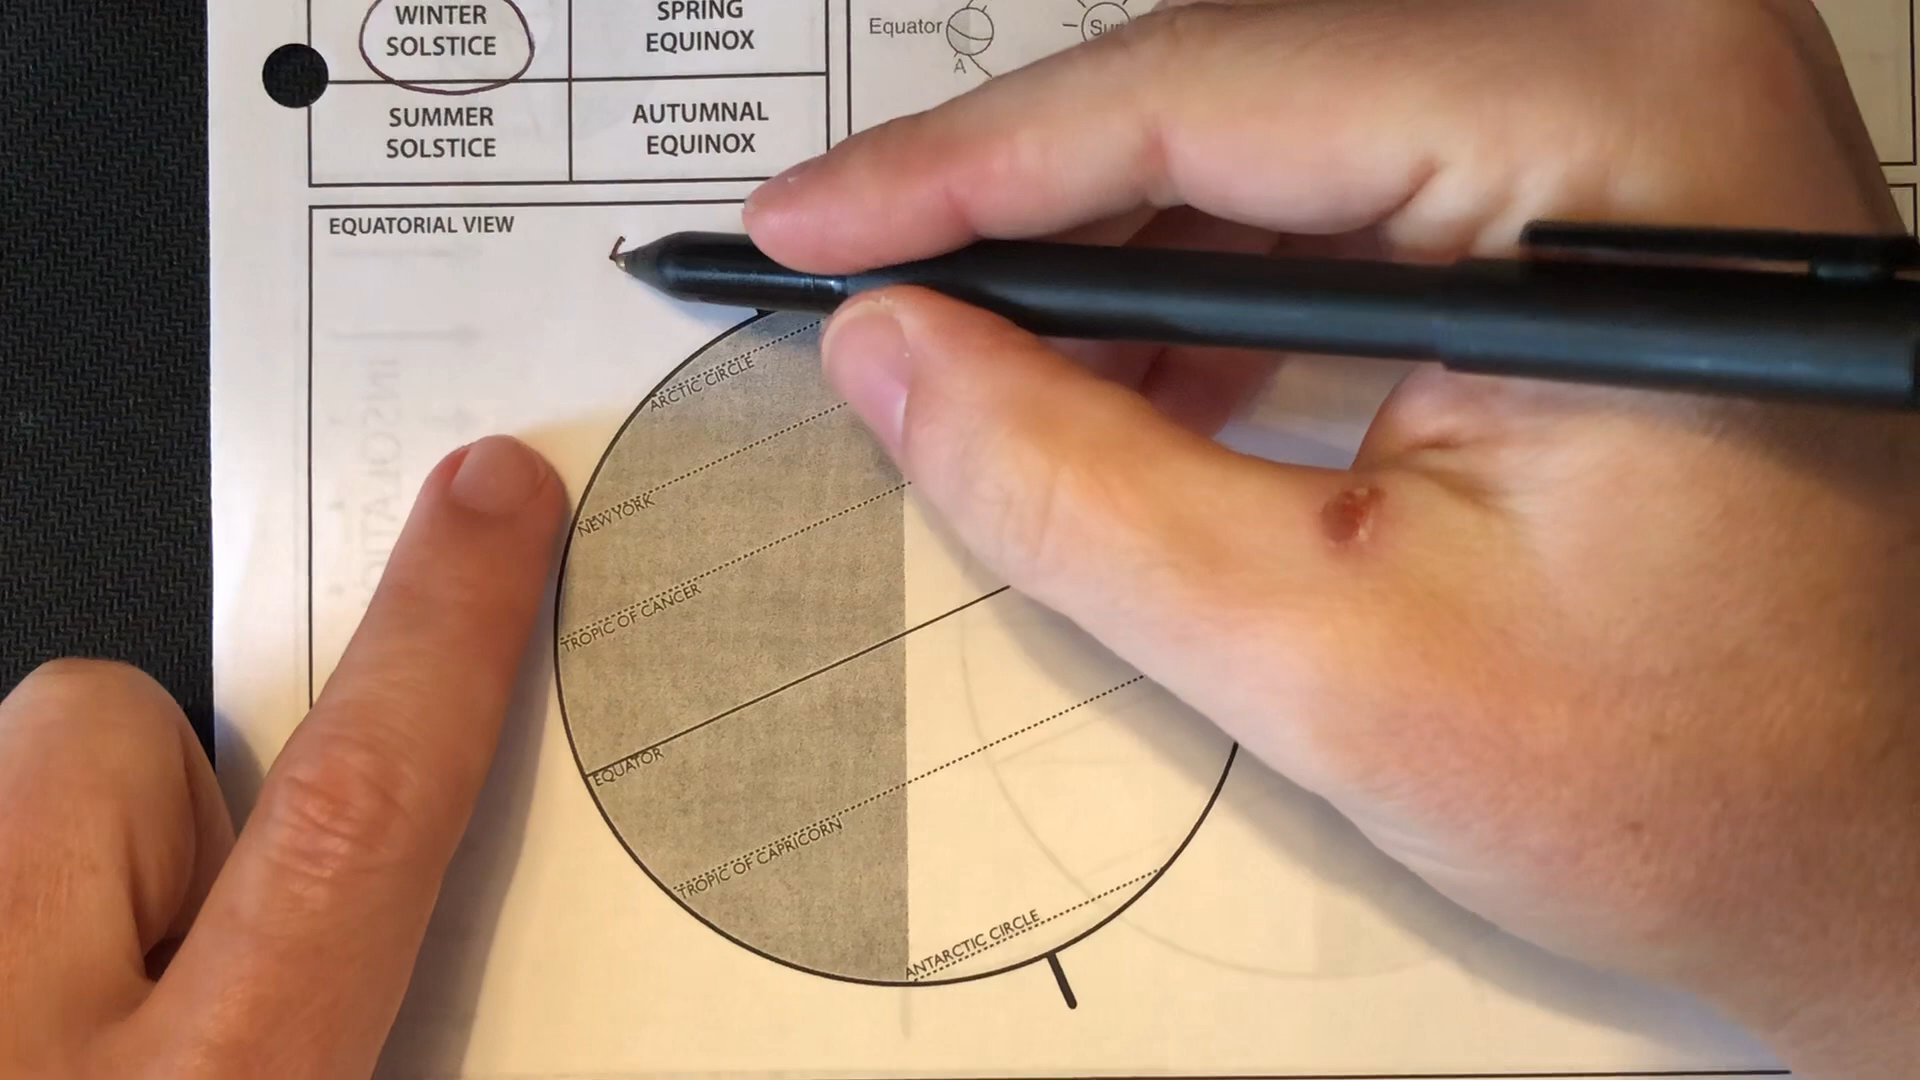 WINTER
SOLSTICE
SPRING
EQUINOX
SUMMER
SOLSTICE
AUTUMNAL
EQUINOX
Equator
A
EQUATORIAL VIEW
ARCTIC CIRCLE
NEW YORK
TROPIC OF CANCER
EQUATOR
TROPIC OF CAPRICORN
ANTARCTIC CIRCLE